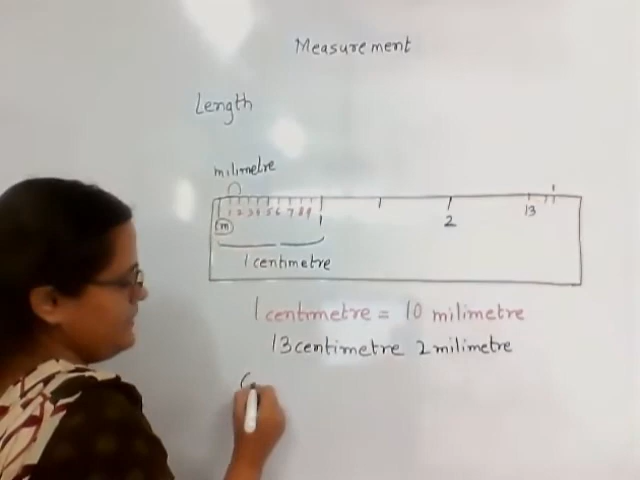 Measurement
Length
milimetre
1 2 3 4 5 6 7 8 9 1 2 13
cm
1 centimetre
1 centimetre = 10 milimetre
13 centimetre 2 milimetre
(